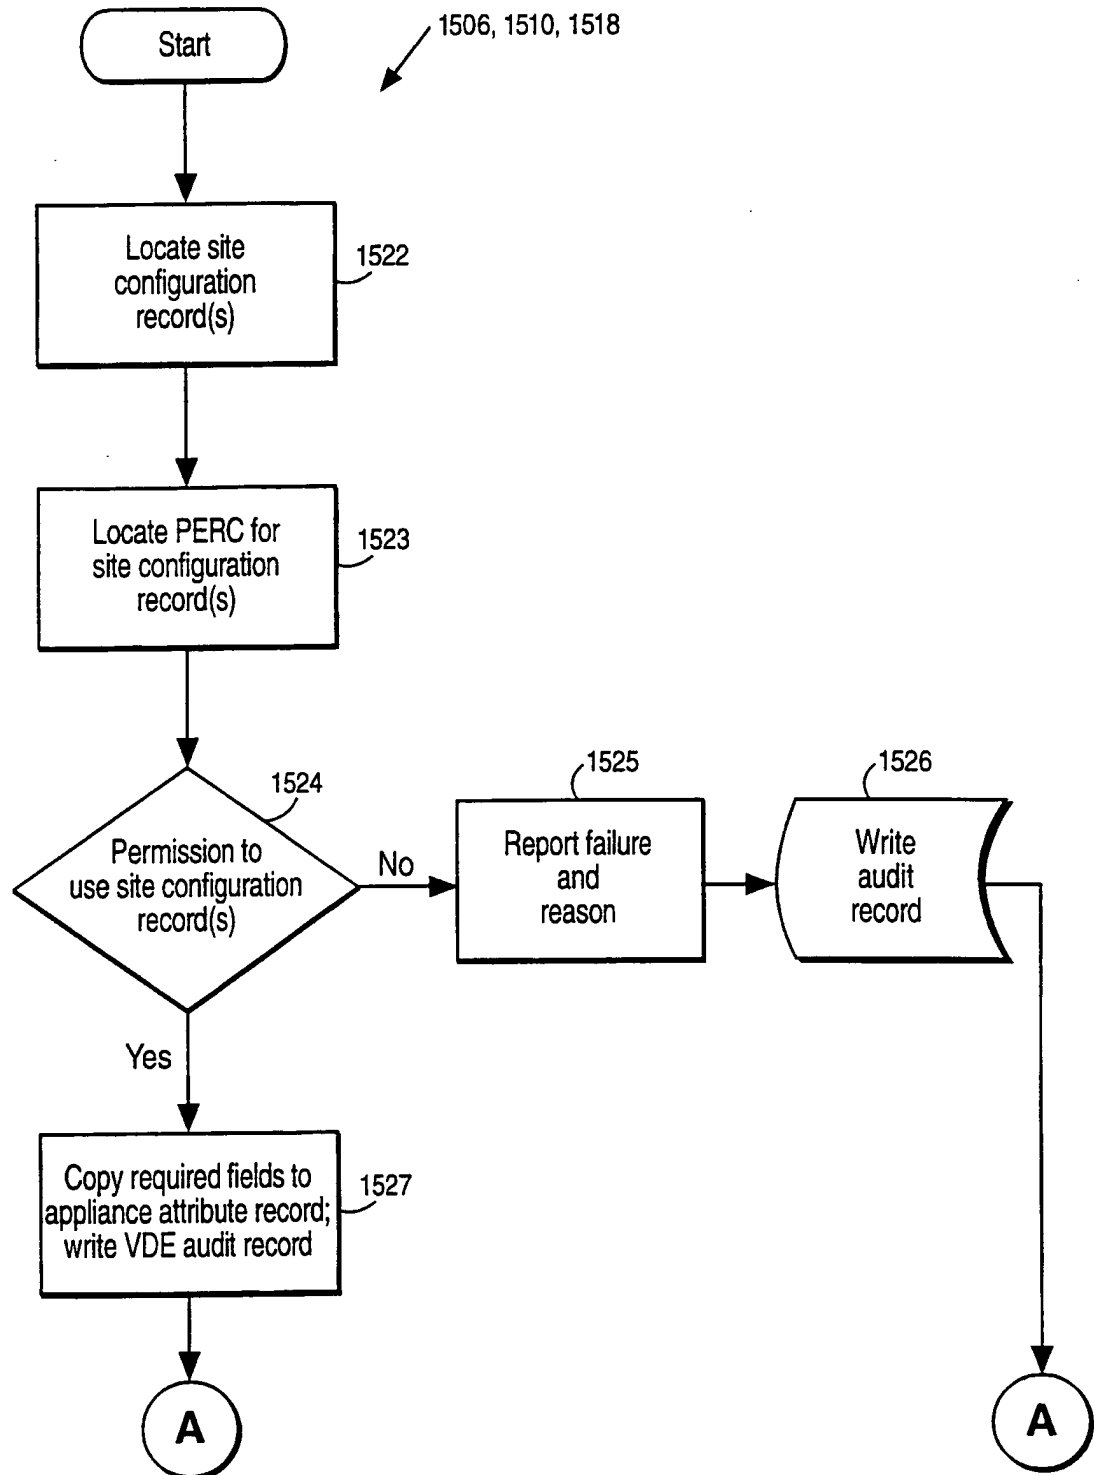 Start
1506, 1510, 1518
Locate site
configuration
record(s)
1522
Locate PERC for
site configuration
record(s)
1523
1524
Permission to
use site configuration
record(s)
No
Yes
1525
Report failure
and
reason
1526
Write
audit
record
Copy required fields to
appliance attribute record;
write VDE audit record
1527
A
A